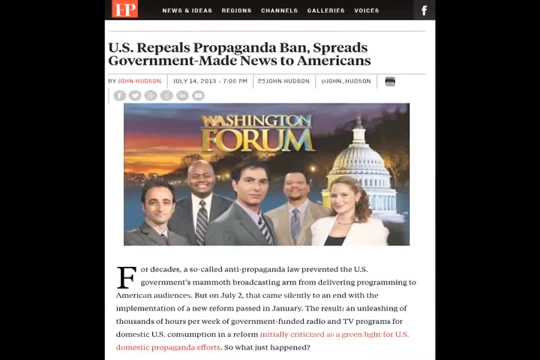 FP NEWS & IDEAS REGIONS CHANNELS GALLERIES VOICES f
U.S. Repeals Propaganda Ban, Spreads
Government-Made News to Americans
BY JOHN HUDSON JULY 14, 2013 - 7:06 PM JOHN.HUDSON @JOHN_HUDSON
WASHINGTON
FORUM
For decades, a so-called anti-propaganda law prevented the U.S.
government's mammoth broadcasting arm from delivering programming to
American audiences. But on July 2, that came silently to an end with the
implementation of a new reform passed in January. The result: an unleashing of
thousands of hours per week of government-funded radio and TV programs for
domestic U.S. consumption in a reform initially criticized as a green light for U.S.
domestic propaganda efforts. So what just happened?